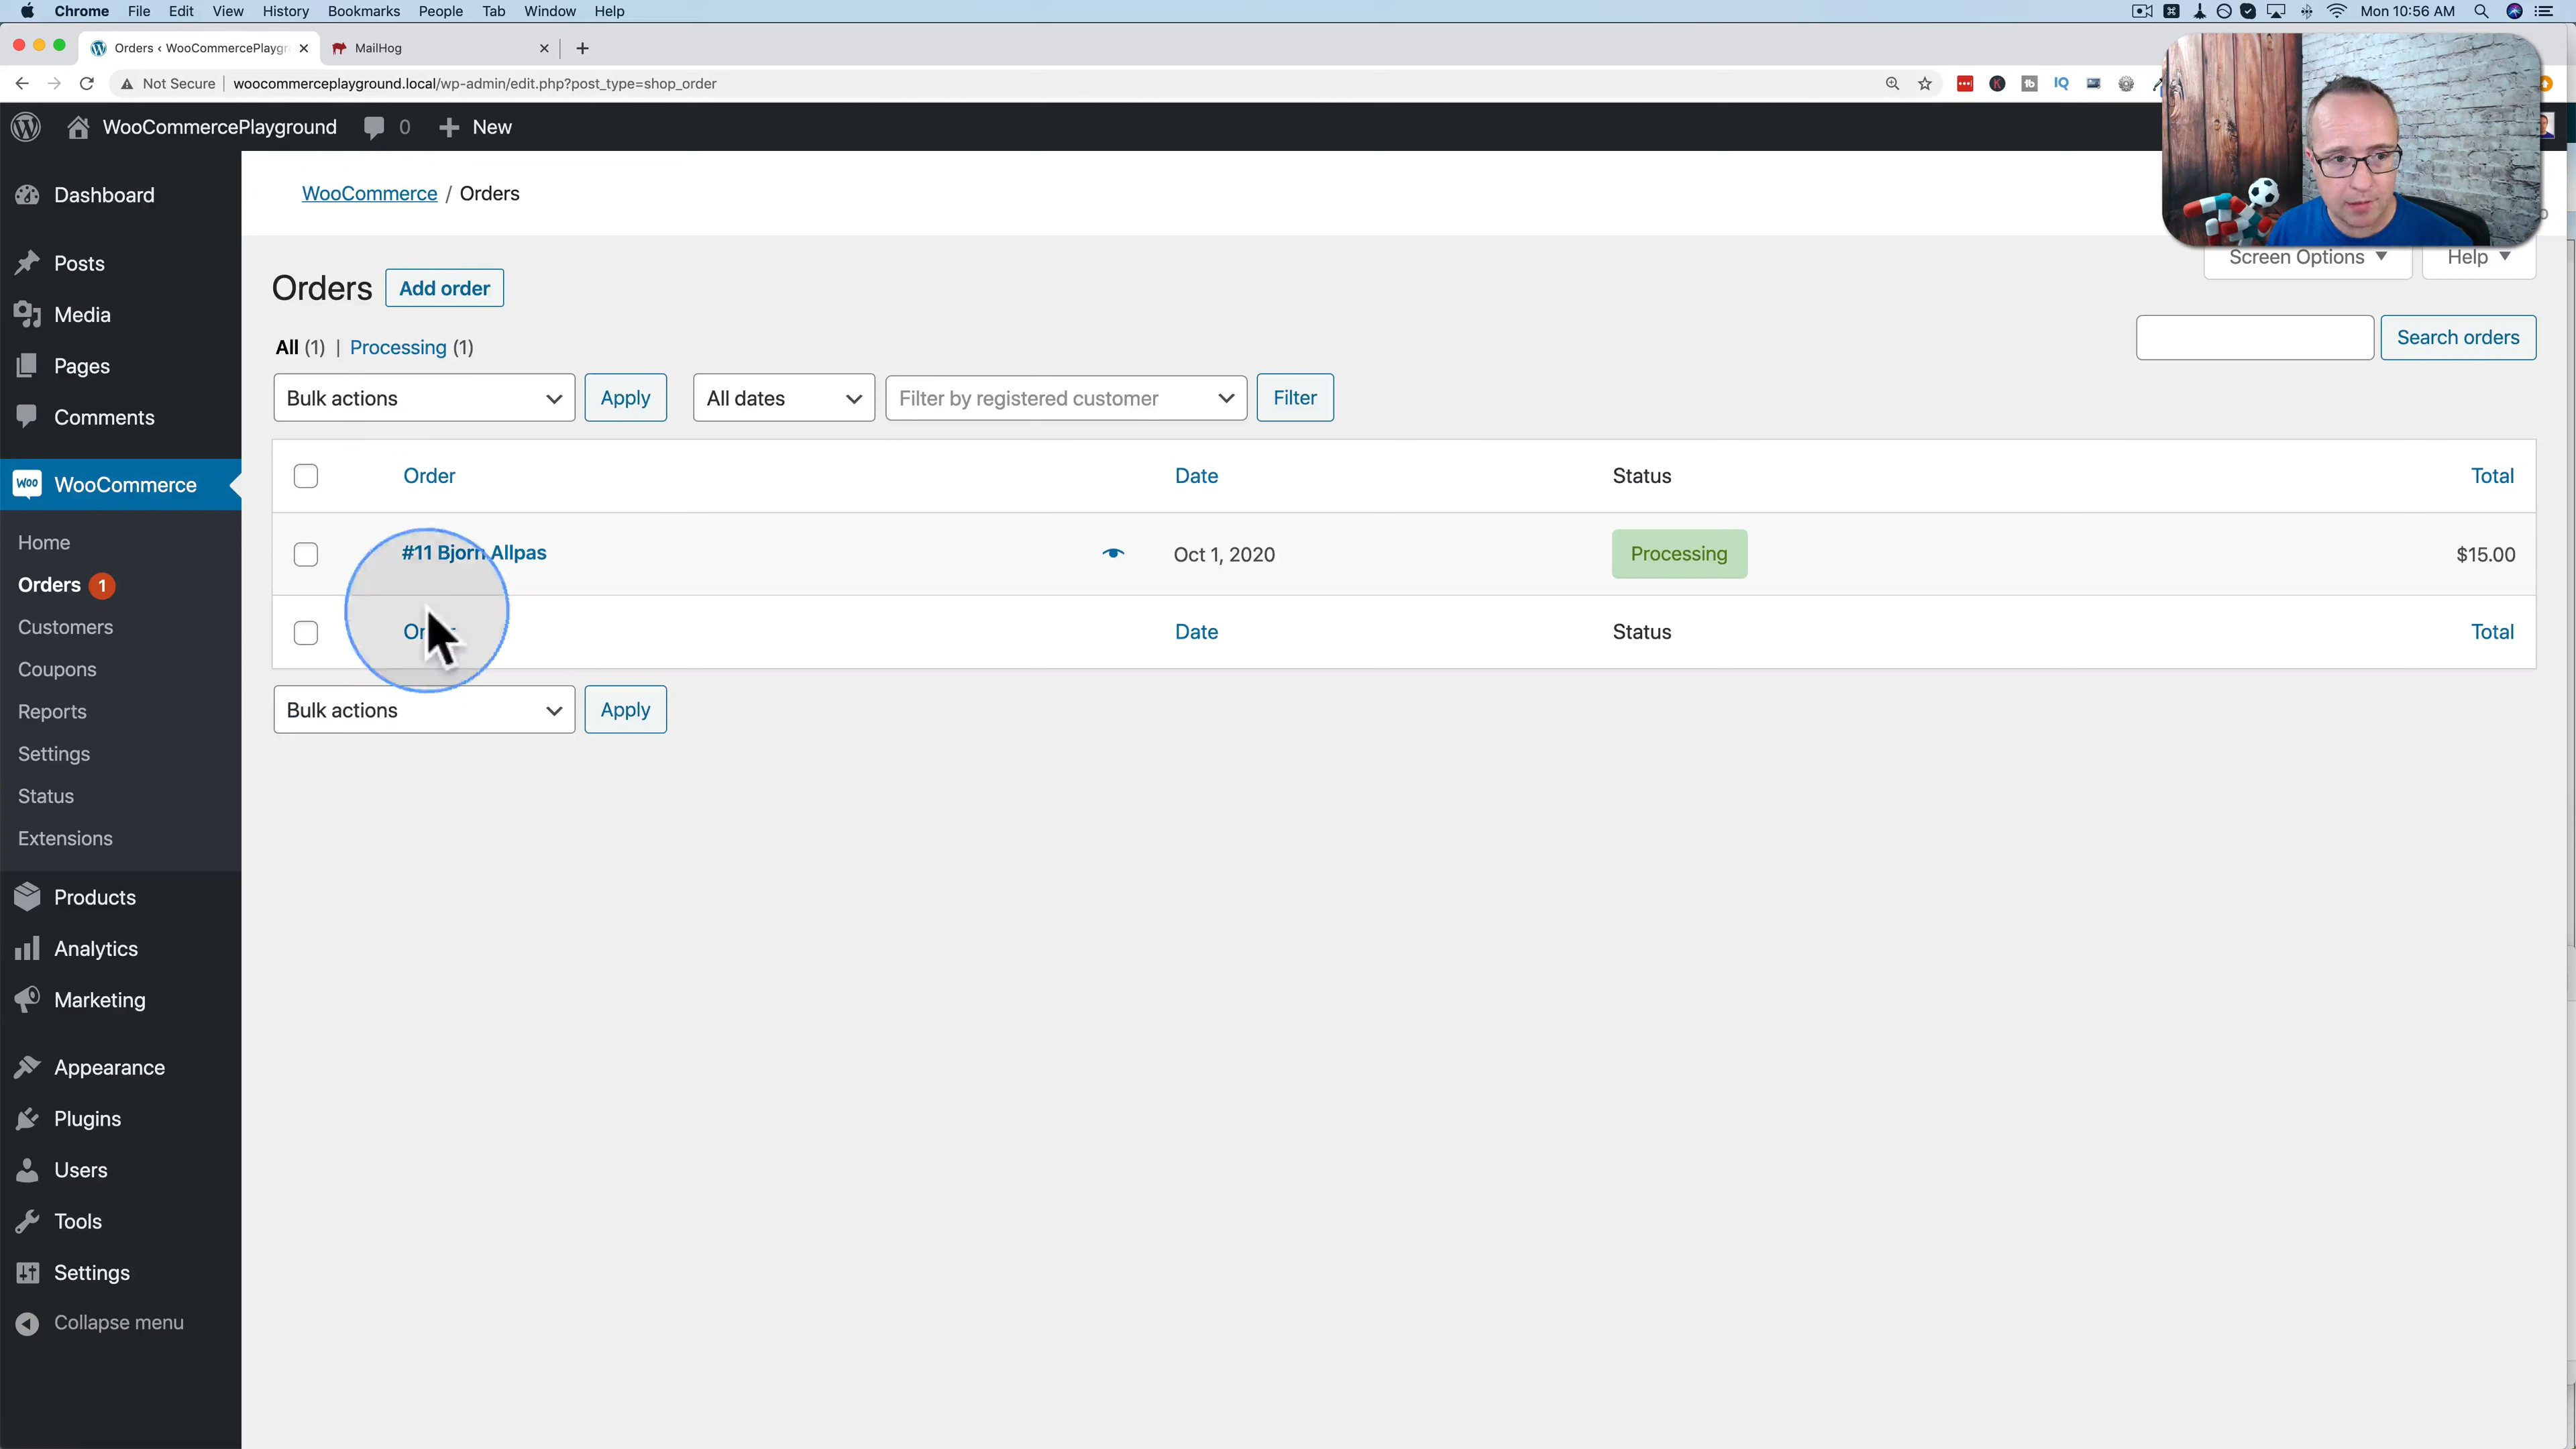 Chrome File Edit View History Bookmarks People Tab Window Help Mon 10:56 AM
Orders < WooCommercePlaygr MailHog
Not Secure woocommerceplayground.local/wp-admin/edit.php?post_type=shop_order
WooCommercePlayground 0 New
Dashboard
Posts
Media
Pages
Comments
WooCommerce
Home
Orders 1
Customers
Coupons
Reports
Settings
Status
Extensions
Products
Analytics
Marketing
Appearance
Plugins
Users
Tools
Settings
Collapse menu
WooCommerce / Orders
Screen Options Help
Orders Add order
All (1) | Processing (1)
Search orders
Bulk actions Apply All dates Filter by registered customer Filter
Order Date Status Total
#11 Bjorn Allpas Oct 1, 2020 Processing $15.00
Date Status Total
Bulk actions Apply